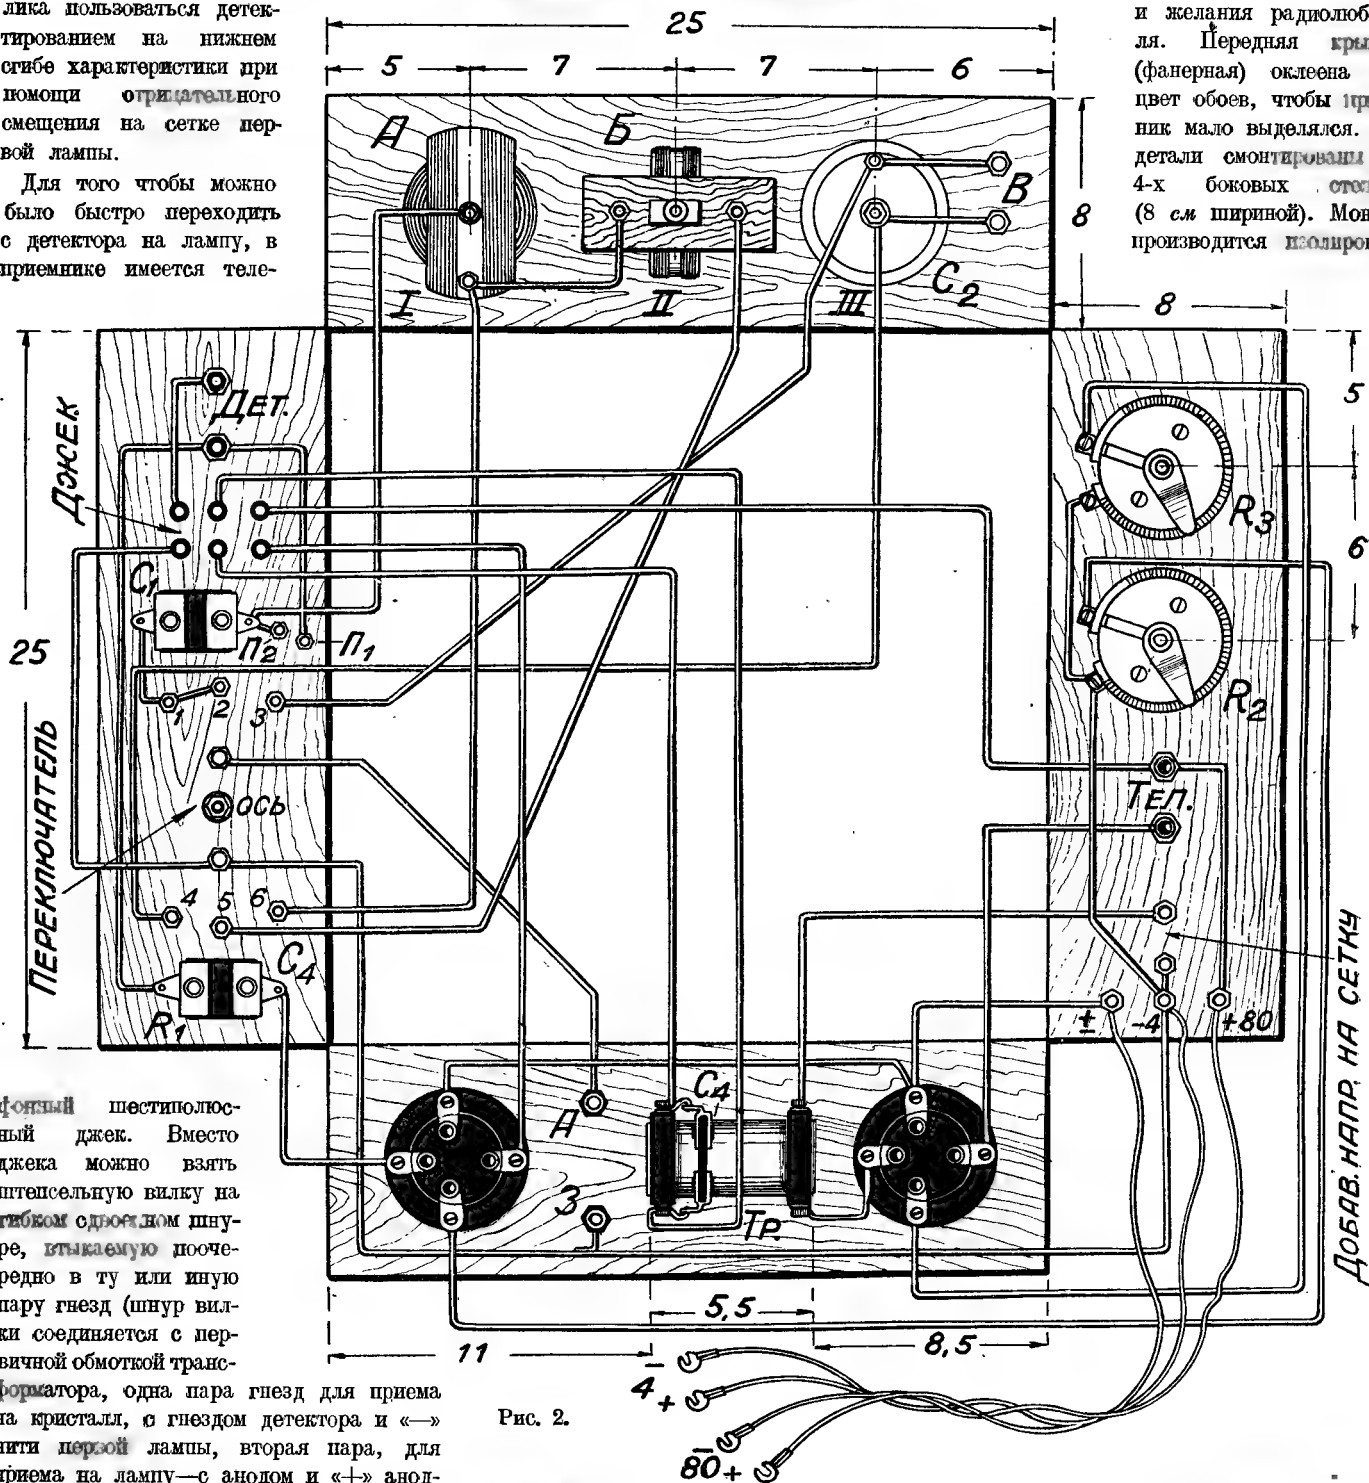 лика пользоваться детек-
тированием на нижнем
сгибе характеристики при
помощи отрицательного
смещения на сетке пер-
вой лампы.
Для того чтобы можно
было быстро переходить
с детектора на лампу, в
приемнике имеется теле-
и желания радиолюб
ля. Передняя
(фанерная) оклеена
цвет обоев, чтобы
ник мало выделялся.
детали смонтированы
4-х боковых
(8 см шириной).
производится
25
5 7 7 6
А Б В
I II III C2
8
8
Дет.
Джек
C1
П2 П1
25
1 2 3
Переключатель
ось
4 5 6
C4
R1
5
R3
6
R2
Тел.
± -4 +80
Добав. напр. на сетку
А C4
З Тр.
5,5
11 8,5
-
4 +
-
80 +
фонный шестиполюс-
ный джек. Вместо
джека можно взять
штепсельную вилку на
гибком сдвоенном шну-
ре, втыкаемую пооче-
редно в ту или иную
пару гнезд (шнур вил-
ки соединяется с пер-
вичной обмоткой транс-
форматора, одна пара гнезд для приема
на кристалл, с гнездом детектора и «—»
нити первой лампы, вторая пара, для
приема на лампу—с анодом и «+» анод-
Рис. 2.